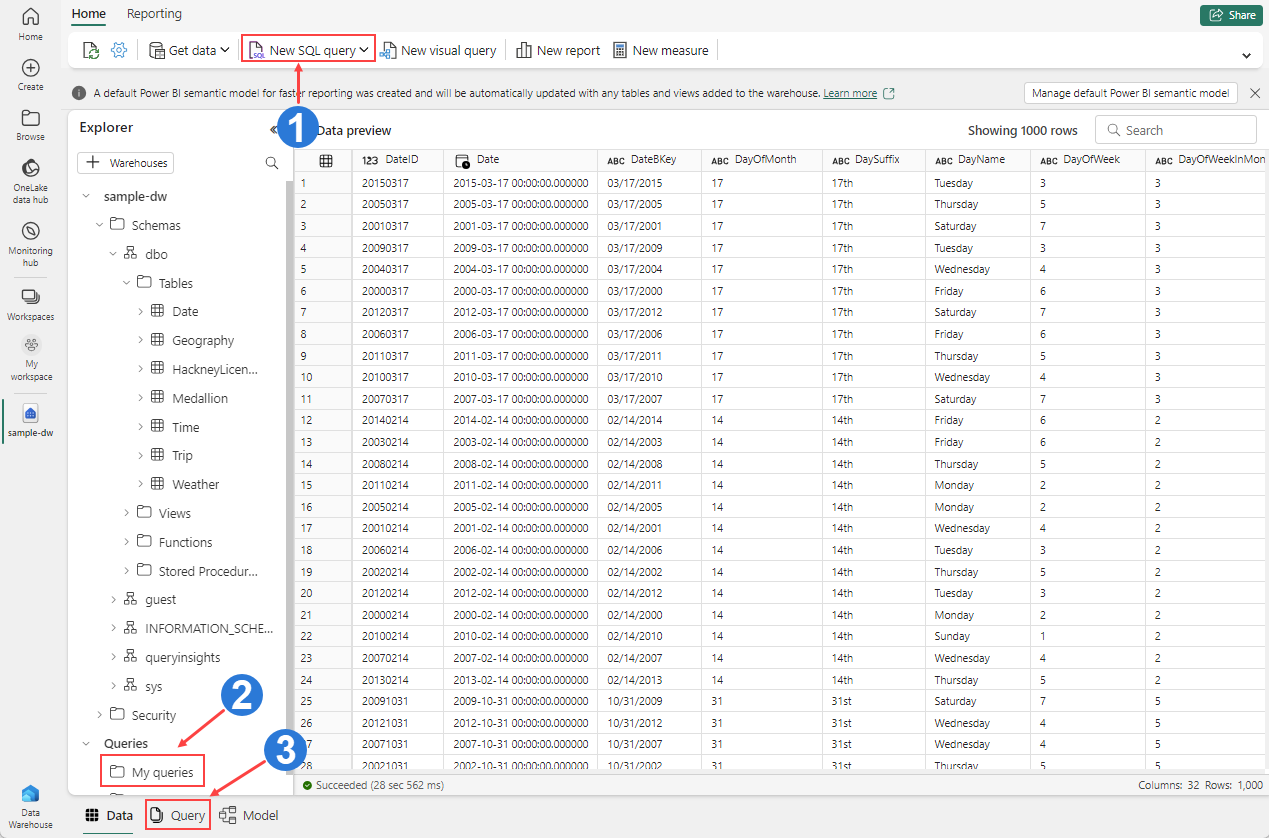 Home Reporting Share
Get data New SQL query New visual query New report New measure
A default Power BI semantic model for faster reporting was created and will be automatically updated with any tables and views added to the warehouse. Learn more Manage default Power BI semantic model
Home
Create
Browse
OneLake
data hub
Monitoring
hub
Workspaces
My
workspace
sample-dw
Data
Warehouse
Explorer
Warehouses
sample-dw
Schemas
dbo
Tables
Date
Geography
HackneyLicen...
Medallion
Time
Trip
Weather
Views
Functions
Stored Procedur...
guest
INFORMATION_SCHE...
queryinsights
sys
Security
Queries
My queries
1
2
3
Data preview Showing 1000 rows Search
123 DateID Date ABC DateBKey ABC DayOfMonth ABC DaySuffix ABC DayName ABC DayOfWeek ABC DayOfWeekInMon
1 20150317 2015-03-17 00:00:00.000000 03/17/2015 17 17th Tuesday 3 3
2 20050317 2005-03-17 00:00:00.000000 03/17/2005 17 17th Thursday 5 3
3 20010317 2001-03-17 00:00:00.000000 03/17/2001 17 17th Saturday 7 3
4 20090317 2009-03-17 00:00:00.000000 03/17/2009 17 17th Tuesday 3 3
5 20040317 2004-03-17 00:00:00.000000 03/17/2004 17 17th Wednesday 4 3
6 20000317 2000-03-17 00:00:00.000000 03/17/2000 17 17th Friday 6 3
7 20120317 2012-03-17 00:00:00.000000 03/17/2012 17 17th Saturday 7 3
8 20060317 2006-03-17 00:00:00.000000 03/17/2006 17 17th Friday 6 3
9 20110317 2011-03-17 00:00:00.000000 03/17/2011 17 17th Thursday 5 3
10 20100317 2010-03-17 00:00:00.000000 03/17/2010 17 17th Wednesday 4 3
11 20070317 2007-03-17 00:00:00.000000 03/17/2007 17 17th Saturday 7 3
12 20140214 2014-02-14 00:00:00.000000 02/14/2014 14 14th Friday 6 2
13 20030214 2003-02-14 00:00:00.000000 02/14/2003 14 14th Friday 6 2
14 20080214 2008-02-14 00:00:00.000000 02/14/2008 14 14th Thursday 5 2
15 20110214 2011-02-14 00:00:00.000000 02/14/2011 14 14th Monday 2 2
16 20050214 2005-02-14 00:00:00.000000 02/14/2005 14 14th Monday 2 2
17 20010214 2001-02-14 00:00:00.000000 02/14/2001 14 14th Wednesday 4 2
18 20060214 2006-02-14 00:00:00.000000 02/14/2006 14 14th Tuesday 3 2
19 20020214 2002-02-14 00:00:00.000000 02/14/2002 14 14th Thursday 5 2
20 20120214 2012-02-14 00:00:00.000000 02/14/2012 14 14th Tuesday 3 2
21 20000214 2000-02-14 00:00:00.000000 02/14/2000 14 14th Monday 2 2
22 20100214 2010-02-14 00:00:00.000000 02/14/2010 14 14th Sunday 1 2
23 20070214 2007-02-14 00:00:00.000000 02/14/2007 14 14th Wednesday 4 2
24 20130214 2013-02-14 00:00:00.000000 02/14/2013 14 14th Thursday 5 2
25 20091031 2009-10-31 00:00:00.000000 10/31/2009 31 31st Saturday 7 5
26 20121031 2012-10-31 00:00:00.000000 10/31/2012 31 31st Wednesday 4 5
7 20071031 2007-10-31 00:00:00.000000 10/31/2007 31 31st Wednesday 4 5
28 20021031 2002-10-31 00:00:00.000000 10/31/2002 31 31st Thursday 5 5
Succeeded (28 sec 562 ms) Columns: 32 Rows: 1,000
Data Query Model